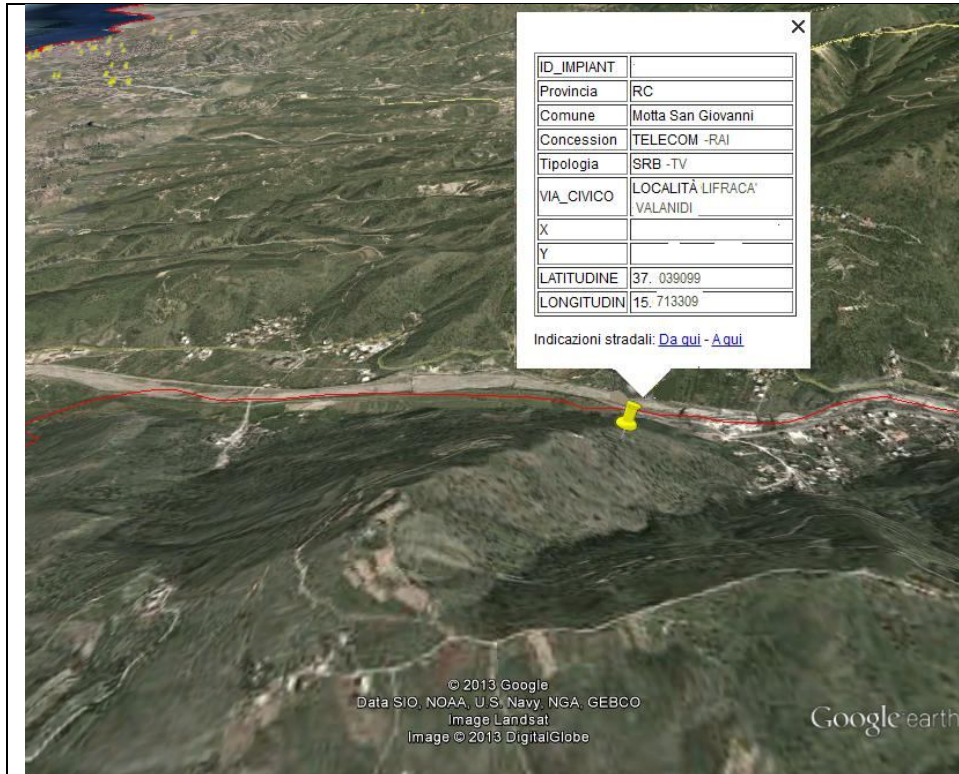 ID_IMPIANT
Provincia RC
Comune Motta San Giovanni
Concession TELECOM -RAI
Tipologia SRB -TV
VIA_CIVICO LOCALITÀ LIFRACA'
VALANIDI
X
Y
LATITUDINE 37. 039099
LONGITUDIN 15. 713309
Indicazioni stradali: Da qui - A qui
© 2013 Google
Data SIO, NOAA, U.S. Navy, NGA, GEBCO
Image Landsat
Image © 2013 DigitalGlobe
Google earth